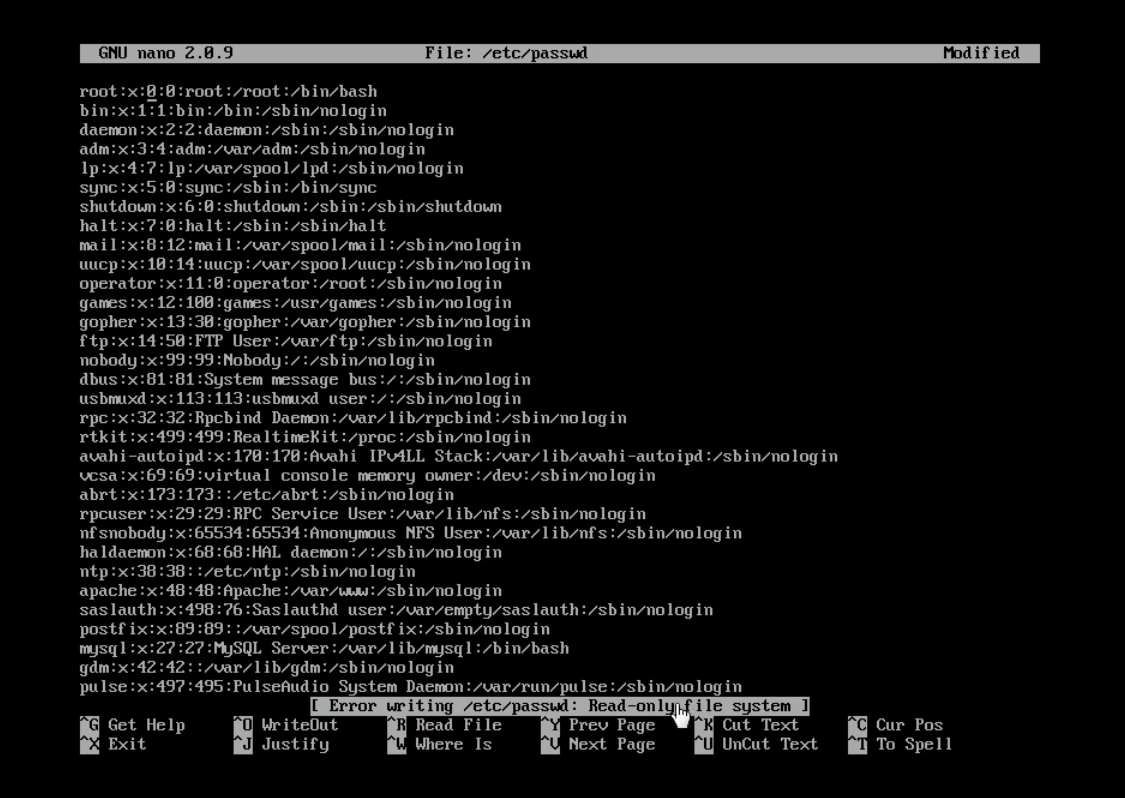 GNU nano 2.0.9 File: /etc/passwd Modified
root:x:0:0:root:/root:/bin/bash
bin:x:1:1:bin:/bin:/sbin/nologin
daemon:x:2:2:daemon:/sbin:/sbin/nologin
adm:x:3:4:adm:/var/adm:/sbin/nologin
lp:x:4:7:lp:/var/spool/lpd:/sbin/nologin
sync:x:5:0:sync:/sbin:/bin/sync
shutdown:x:6:0:shutdown:/sbin:/sbin/shutdown
halt:x:7:0:halt:/sbin:/sbin/halt
mail:x:8:12:mail:/var/spool/mail:/sbin/nologin
uucp:x:10:14:uucp:/var/spool/uucp:/sbin/nologin
operator:x:11:0:operator:/root:/sbin/nologin
games:x:12:100:games:/usr/games:/sbin/nologin
gopher:x:13:30:gopher:/var/gopher:/sbin/nologin
ftp:x:14:50:FTP User:/var/ftp:/sbin/nologin
nobody:x:99:99:Nobody:/:/sbin/nologin
dbus:x:81:81:System message bus:/:/sbin/nologin
usbmuxd:x:113:113:usbmuxd user:/:/sbin/nologin
rpc:x:32:32:Rpcbind Daemon:/var/lib/rpcbind:/sbin/nologin
rtkit:x:499:499:RealtimeKit:/proc:/sbin/nologin
avahi-autoipd:x:170:170:Avahi IPv4LL Stack:/var/lib/avahi-autoipd:/sbin/nologin
vcsa:x:69:69:virtual console memory owner:/dev:/sbin/nologin
abrt:x:173:173::/etc/abrt:/sbin/nologin
rpcuser:x:29:29:RPC Service User:/var/lib/nfs:/sbin/nologin
nfsnobody:x:65534:65534:Anonymous NFS User:/var/lib/nfs:/sbin/nologin
haldaemon:x:68:68:HAL daemon:/:/sbin/nologin
ntp:x:38:38::/etc/ntp:/sbin/nologin
apache:x:48:48:Apache:/var/www:/sbin/nologin
saslauth:x:498:76:Saslauthd user:/var/empty/saslauth:/sbin/nologin
postfix:x:89:89::/var/spool/postfix:/sbin/nologin
mysql:x:27:27:MySQL Server:/var/lib/mysql:/bin/bash
gdm:x:42:42::/var/lib/gdm:/sbin/nologin
pulse:x:497:495:PulseAudio System Daemon:/var/run/pulse:/sbin/nologin
[ Error writing /etc/passwd: Read-only file system ]
^G Get Help ^O WriteOut ^R Read File ^Y Prev Page ^K Cut Text ^C Cur Pos
^X Exit ^J Justify ^W Where Is ^V Next Page ^U UnCut Text ^T To Spell